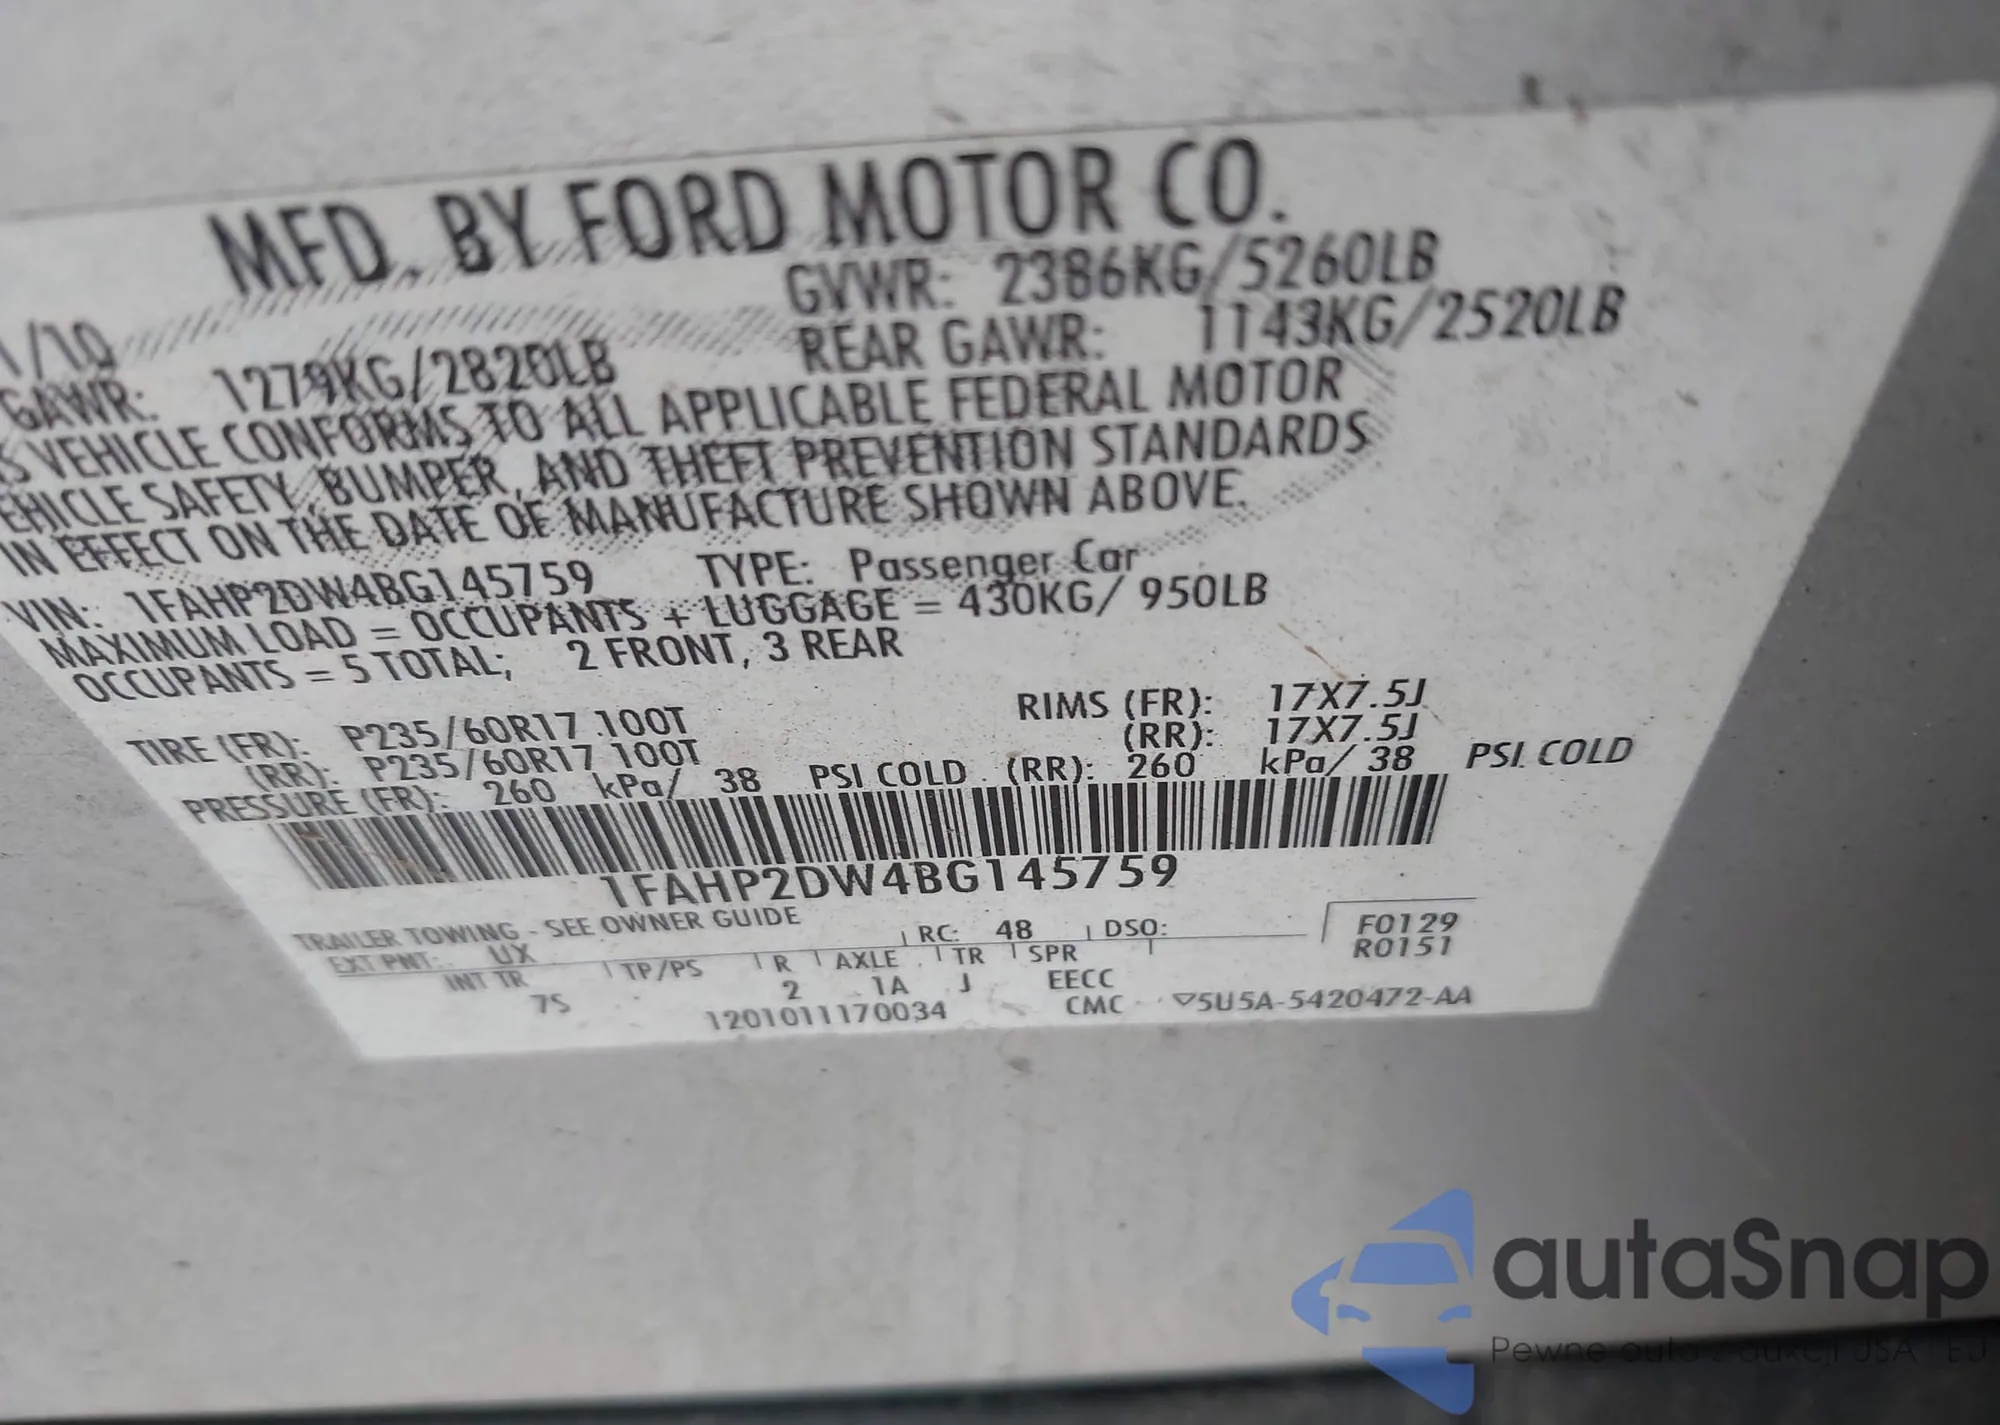 MFD. BY FORD MOTOR CO.
1/10 GVWR: 2386KG/5260LB
GAWR: 1279KG/2820LB REAR GAWR: 1143KG/2520LB
S VEHICLE CONFORMS TO ALL APPLICABLE FEDERAL MOTOR
EHICLE SAFETY, BUMPER, AND THEFT PREVENTION STANDARDS
IN EFFECT ON THE DATE OF MANUFACTURE SHOWN ABOVE.
VIN: 1FAHP2DW4BG145759 TYPE: Passenger Car
MAXIMUM LOAD = OCCUPANTS + LUGGAGE = 430KG/ 950LB
OCCUPANTS = 5 TOTAL; 2 FRONT, 3 REAR
TIRE (FR): P235/60R17 100T RIMS (FR): 17X7.5J
(RR): P235/60R17 100T (RR): 17X7.5J
PRESSURE (FR): 260 kPa/ 38 PSI COLD (RR): 260 kPa/ 38 PSI COLD
1FAHP2DW4BG145759
TRAILER TOWING - SEE OWNER GUIDE
EXT PNT: UX RC: 48 DSO: F0129
R0151
INT TR TP/PS R AXLE TR SPR
7S 2 1A J EECC
1201011170034 CMC ▽5U5A-5420472-AA
autaSnap
Pewne auta z aukcji USA i EU